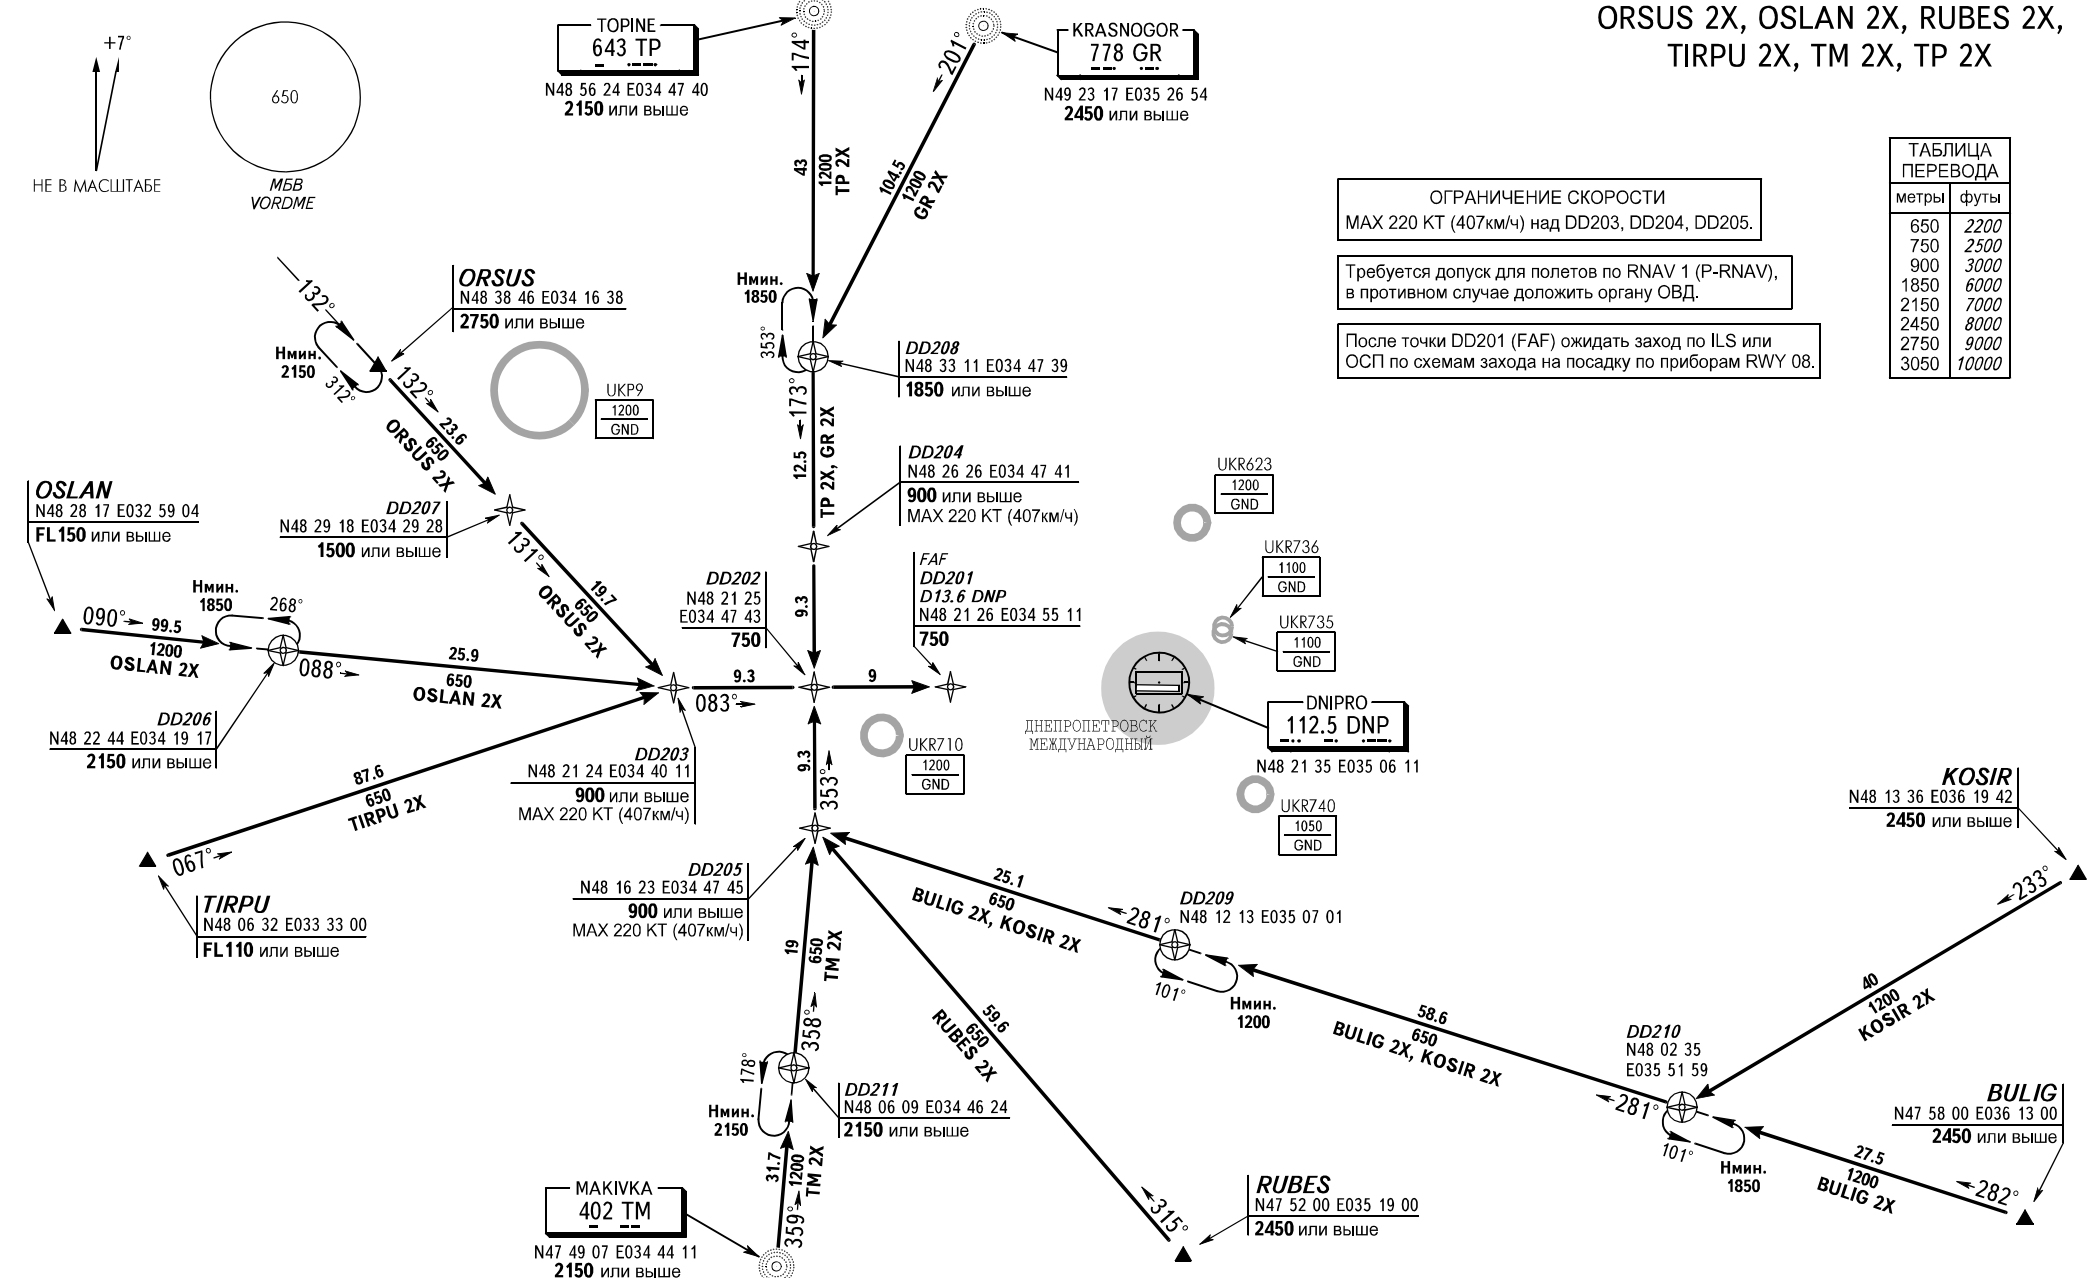 ORSUS 2X, OSLAN 2X, RUBES 2X,
TIRPU 2X, TM 2X, TP 2X
+7°
НЕ В МАСШТАБЕ
650
МБВ
VORDME
TOPINE
643 TP
N48 56 24 E034 47 40
2150 или выше
KRASNOGOR
778 GR
N49 23 17 E035 26 54
2450 или выше
174°
43
1200
TP 2X
201°
104.5
1200
GR 2X
ОГРАНИЧЕНИЕ СКОРОСТИ
MAX 220 KT (407км/ч) над DD203, DD204, DD205.
Требуется допуск для полетов по RNAV 1 (P-RNAV),
в противном случае доложить органу ОВД.
После точки DD201 (FAF) ожидать заход по ILS или
ОСП по схемам захода на посадку по приборам RWY 08.
ТАБЛИЦА
ПЕРЕВОДА
метры футы
650 2200
750 2500
900 3000
1850 6000
2150 7000
2450 8000
2750 9000
3050 10000
132°
ORSUS
N48 38 46 E034 16 38
2750 или выше
Нмин.
2150
312°
132°
23.6
650
ORSUS 2X
UKP9
1200
GND
Нмин.
1850
353°
DD208
N48 33 11 E034 47 39
1850 или выше
173°
12.5
TP 2X, GR 2X
DD204
N48 26 26 E034 47 41
900 или выше
MAX 220 KT (407км/ч)
UKR623
1200
GND
OSLAN
N48 28 17 E032 59 04
FL150 или выше
DD207
N48 29 18 E034 29 28
1500 или выше
131°
19.7
650
ORSUS 2X
Нмин.
1850
268°
090°
99.5
1200
OSLAN 2X
088°
25.9
650
OSLAN 2X
DD202
N48 21 25
E034 47 43
750
9.3
FAF
DD201
D13.6 DNP
N48 21 26 E034 55 11
750
UKR736
1100
GND
UKR735
1100
GND
9.3
083°
9
DD206
N48 22 44 E034 19 17
2150 или выше
DD203
N48 21 24 E034 40 11
900 или выше
MAX 220 KT (407км/ч)
9.3
353°
UKR710
1200
GND
ДНЕПРОПЕТРОВСК
МЕЖДУНАРОДНЫЙ
DNIPRO
112.5 DNP
N48 21 35 E035 06 11
UKR740
1050
GND
87.6
650
TIRPU 2X
067°
TIRPU
N48 06 32 E033 33 00
FL110 или выше
DD205
N48 16 23 E034 47 45
900 или выше
MAX 220 KT (407км/ч)
KOSIR
N48 13 36 E036 19 42
2450 или выше
233°
40
1200
KOSIR 2X
25.1
650
BULIG 2X, KOSIR 2X
281°
DD209
N48 12 13 E035 07 01
101°
Нмин.
1200
58.6
650
BULIG 2X, KOSIR 2X
19
650
TM 2X
358°
59.6
650
RUBES 2X
315°
178°
Нмин.
2150
DD211
N48 06 09 E034 46 24
2150 или выше
DD210
N48 02 35
E035 51 59
281°
101°
Нмин.
1850
BULIG
N47 58 00 E036 13 00
2450 или выше
27.5
1200
BULIG 2X
282°
RUBES
N47 52 00 E035 19 00
2450 или выше
31.7
1200
TM 2X
359°
MAKIVKA
402 TM
N47 49 07 E034 44 11
2150 или выше